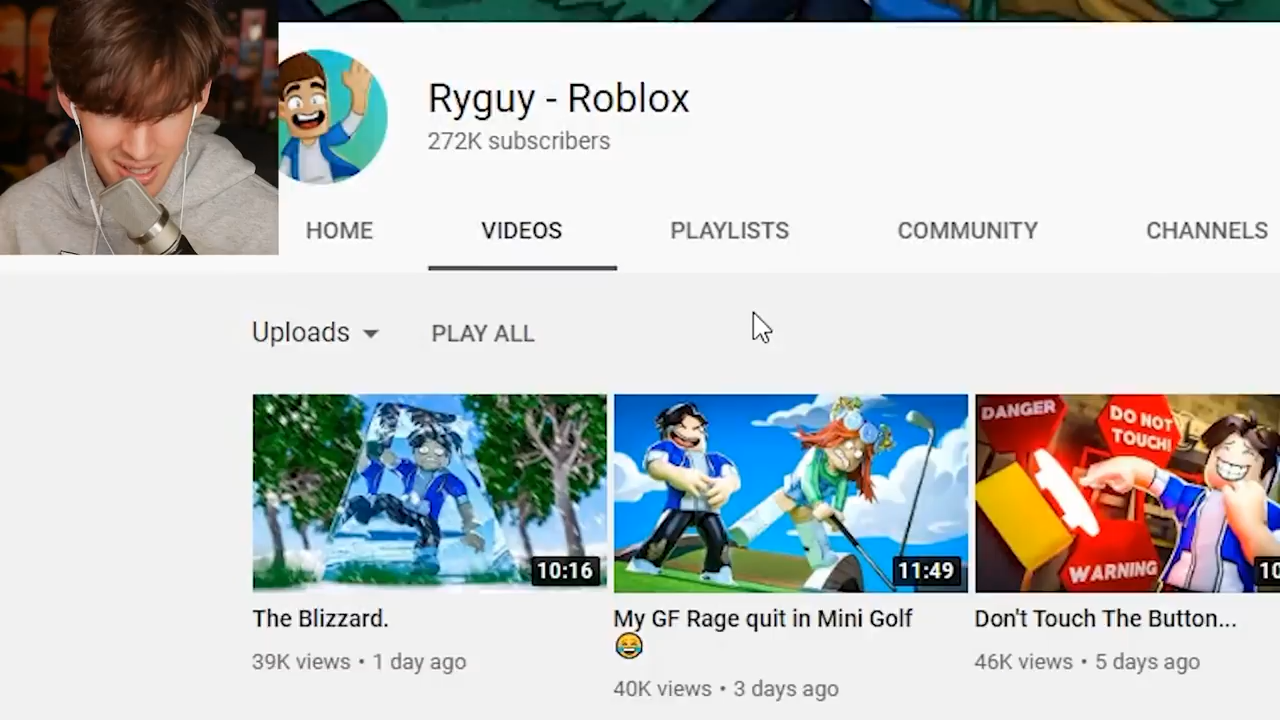 Ryguy - Roblox
272K subscribers
HOME VIDEOS PLAYLISTS COMMUNITY CHANNELS
Uploads PLAY ALL
DANGER
DO NOT
TOUCH!
WARNING
10:16 11:49 10
The Blizzard. My GF Rage quit in Mini Golf Don't Touch The Button...
😂
39K views • 1 day ago 46K views • 5 days ago
40K views • 3 days ago